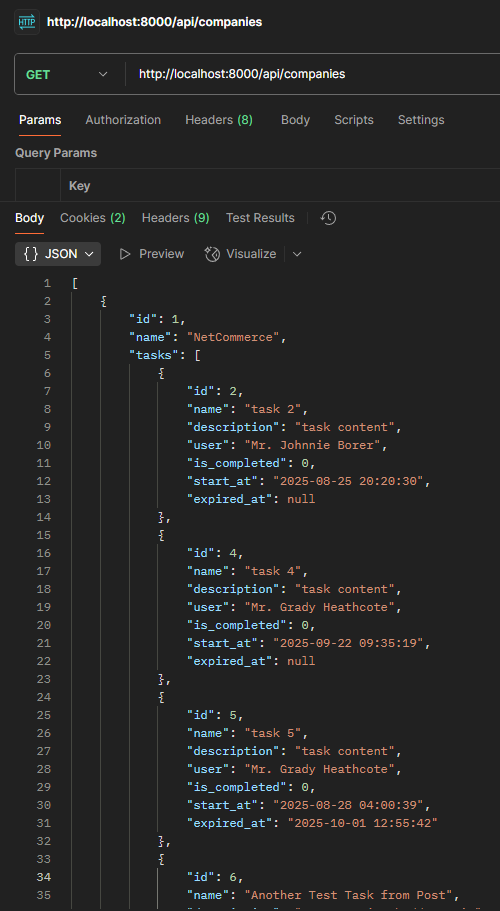 HTTP http://localhost:8000/api/companies
GET http://localhost:8000/api/companies
Params Authorization Headers (8) Body Scripts Settings
Query Params
Key
Body Cookies (2) Headers (9) Test Results
{} JSON Preview Visualize
1 [
2 {
3 "id": 1,
4 "name": "NetCommerce",
5 "tasks": [
6 {
7 "id": 2,
8 "name": "task 2",
9 "description": "task content",
10 "user": "Mr. Johnnie Borer",
11 "is_completed": 0,
12 "start_at": "2025-08-25 20:20:30",
13 "expired_at": null
14 },
15 {
16 "id": 4,
17 "name": "task 4",
18 "description": "task content",
19 "user": "Mr. Grady Heathcote",
20 "is_completed": 0,
21 "start_at": "2025-09-22 09:35:19",
22 "expired_at": null
23 },
24 {
25 "id": 5,
26 "name": "task 5",
27 "description": "task content",
28 "user": "Mr. Grady Heathcote",
29 "is_completed": 0,
30 "start_at": "2025-08-28 04:00:39",
31 "expired_at": "2025-10-01 12:55:42"
32 },
33 {
34 "id": 6,
35 "name": "Another Test Task from Post",